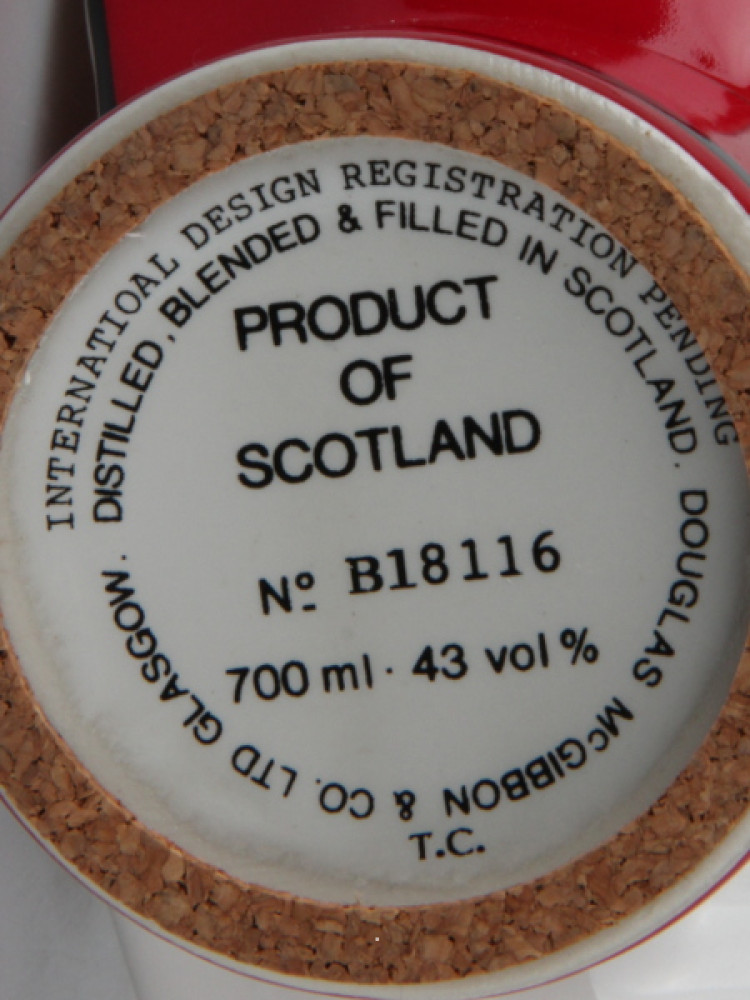 INTERNATIOAL DESIGN REGISTRATION PENDING
DISTILLED, BLENDED & FILLED IN SCOTLAND. DOUGLAS McGIBBON & CO. LTD GLASGOW.
PRODUCT
OF
SCOTLAND
Nº B18116
700 ml · 43 vol %
T.C.